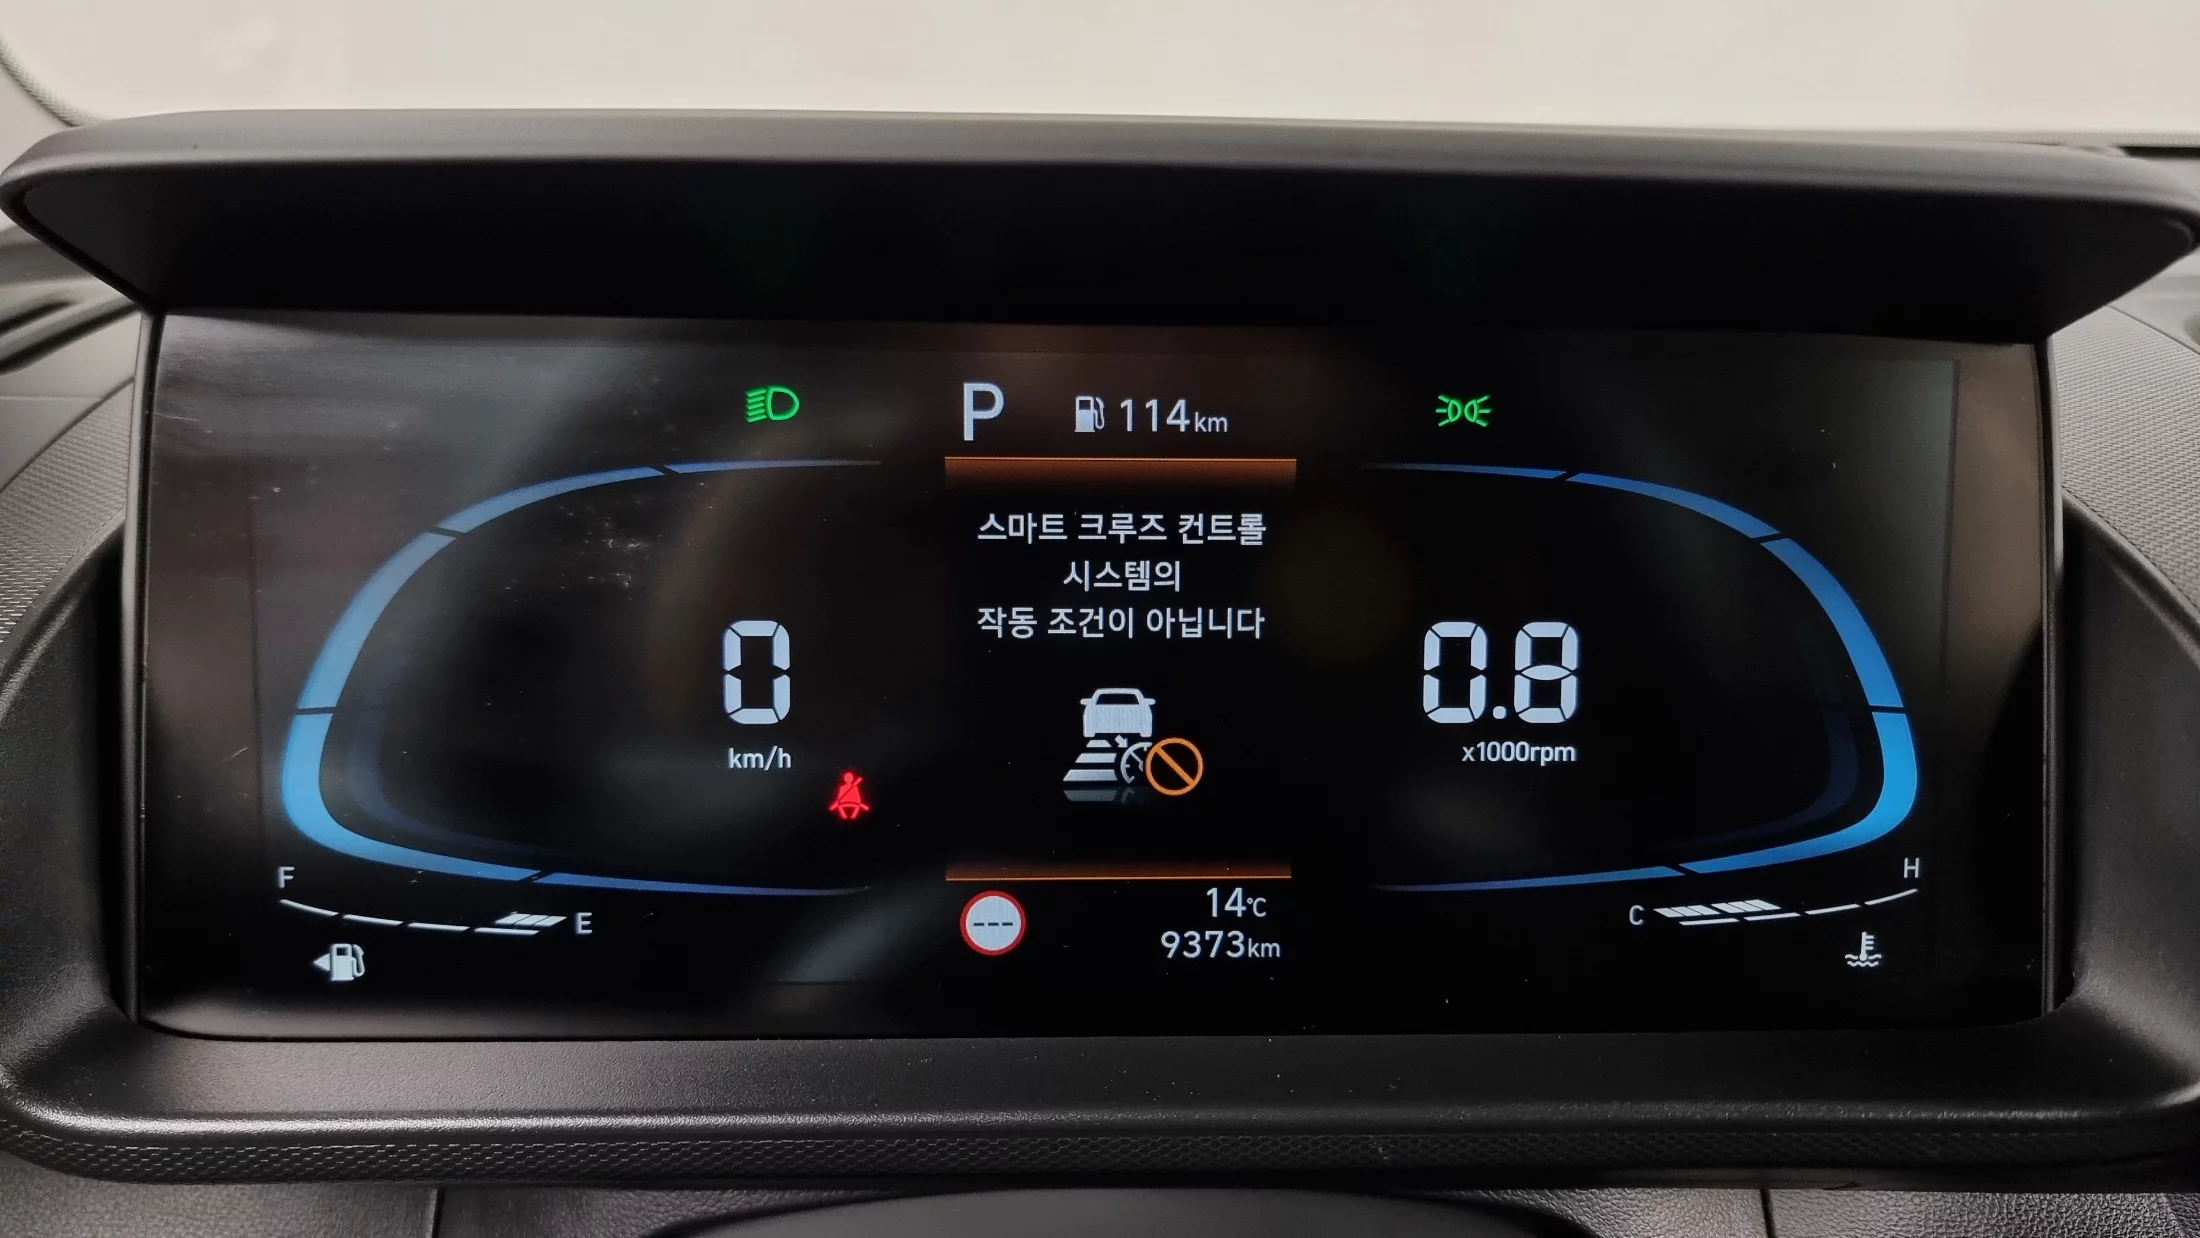 P 114km
스마트 크루즈 컨트롤
시스템의
작동 조건이 아닙니다
0
km/h
0.8
x1000rpm
F
E
C
H
---
14℃
9373km